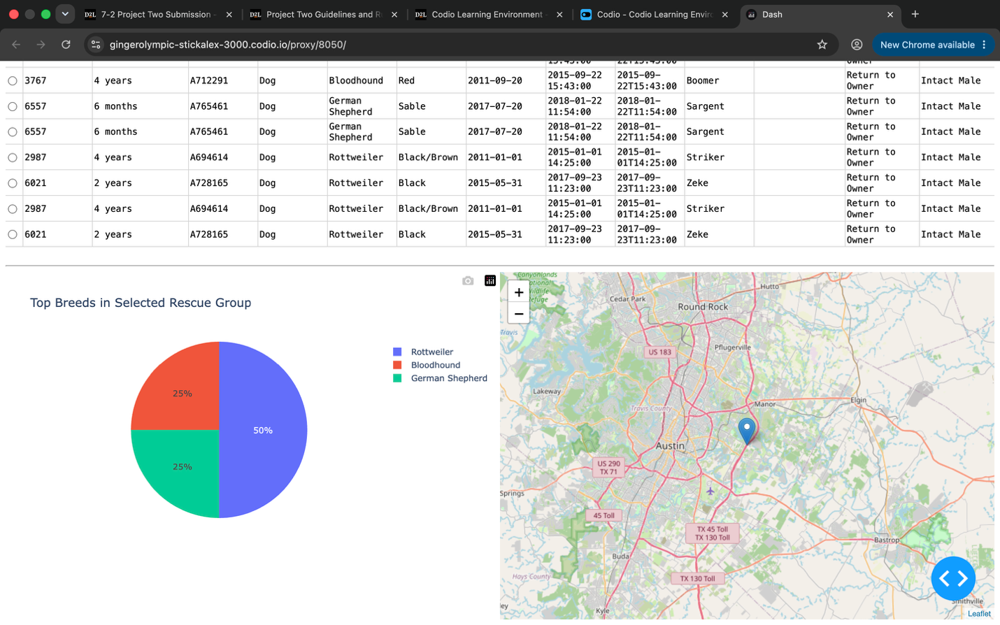 7-2 Project Two Submission -
Project Two Guidelines and R
Codio Learning Environment -
Codio - Codio Learning Enviro
Dash
gingerolympic-stickalex-3000.codio.io/proxy/8050/
New Chrome available
3767 4 years A712291 Dog Bloodhound Red 2011-09-20 2015-09-22 15:43:00 2015-09-22T15:43:00 Boomer Return to Owner Intact Male
6557 6 months A765461 Dog German Shepherd Sable 2017-07-20 2018-01-22 11:54:00 2018-01-22T11:54:00 Sargent Return to Owner Intact Male
6557 6 months A765461 Dog German Shepherd Sable 2017-07-20 2018-01-22 11:54:00 2018-01-22T11:54:00 Sargent Return to Owner Intact Male
2987 4 years A694614 Dog Rottweiler Black/Brown 2011-01-01 2015-01-01 14:25:00 2015-01-01T14:25:00 Striker Return to Owner Intact Male
6021 2 years A728165 Dog Rottweiler Black 2015-05-31 2017-09-23 11:23:00 2017-09-23T11:23:00 Zeke Return to Owner Intact Male
2987 4 years A694614 Dog Rottweiler Black/Brown 2011-01-01 2015-01-01 14:25:00 2015-01-01T14:25:00 Striker Return to Owner Intact Male
6021 2 years A728165 Dog Rottweiler Black 2015-05-31 2017-09-23 11:23:00 2017-09-23T11:23:00 Zeke Return to Owner Intact Male
Top Breeds in Selected Rescue Group
Rottweiler
Bloodhound
German Shepherd
25%
50%
25%
+
−
Canyonlands
Wildlife
Refuge
Hutto
Cedar Park
Round Rock
Travis
US 183
Pflugerville
Lakeway
Travis County
Manor
Elgin
Austin
US 290
TX 71
Springs
45 Toll
TX 45 Toll
TX 130 Toll
Bastrop
Buda
Hays County
TX 130 Toll
Smithville
ley
Kyle
Leaflet